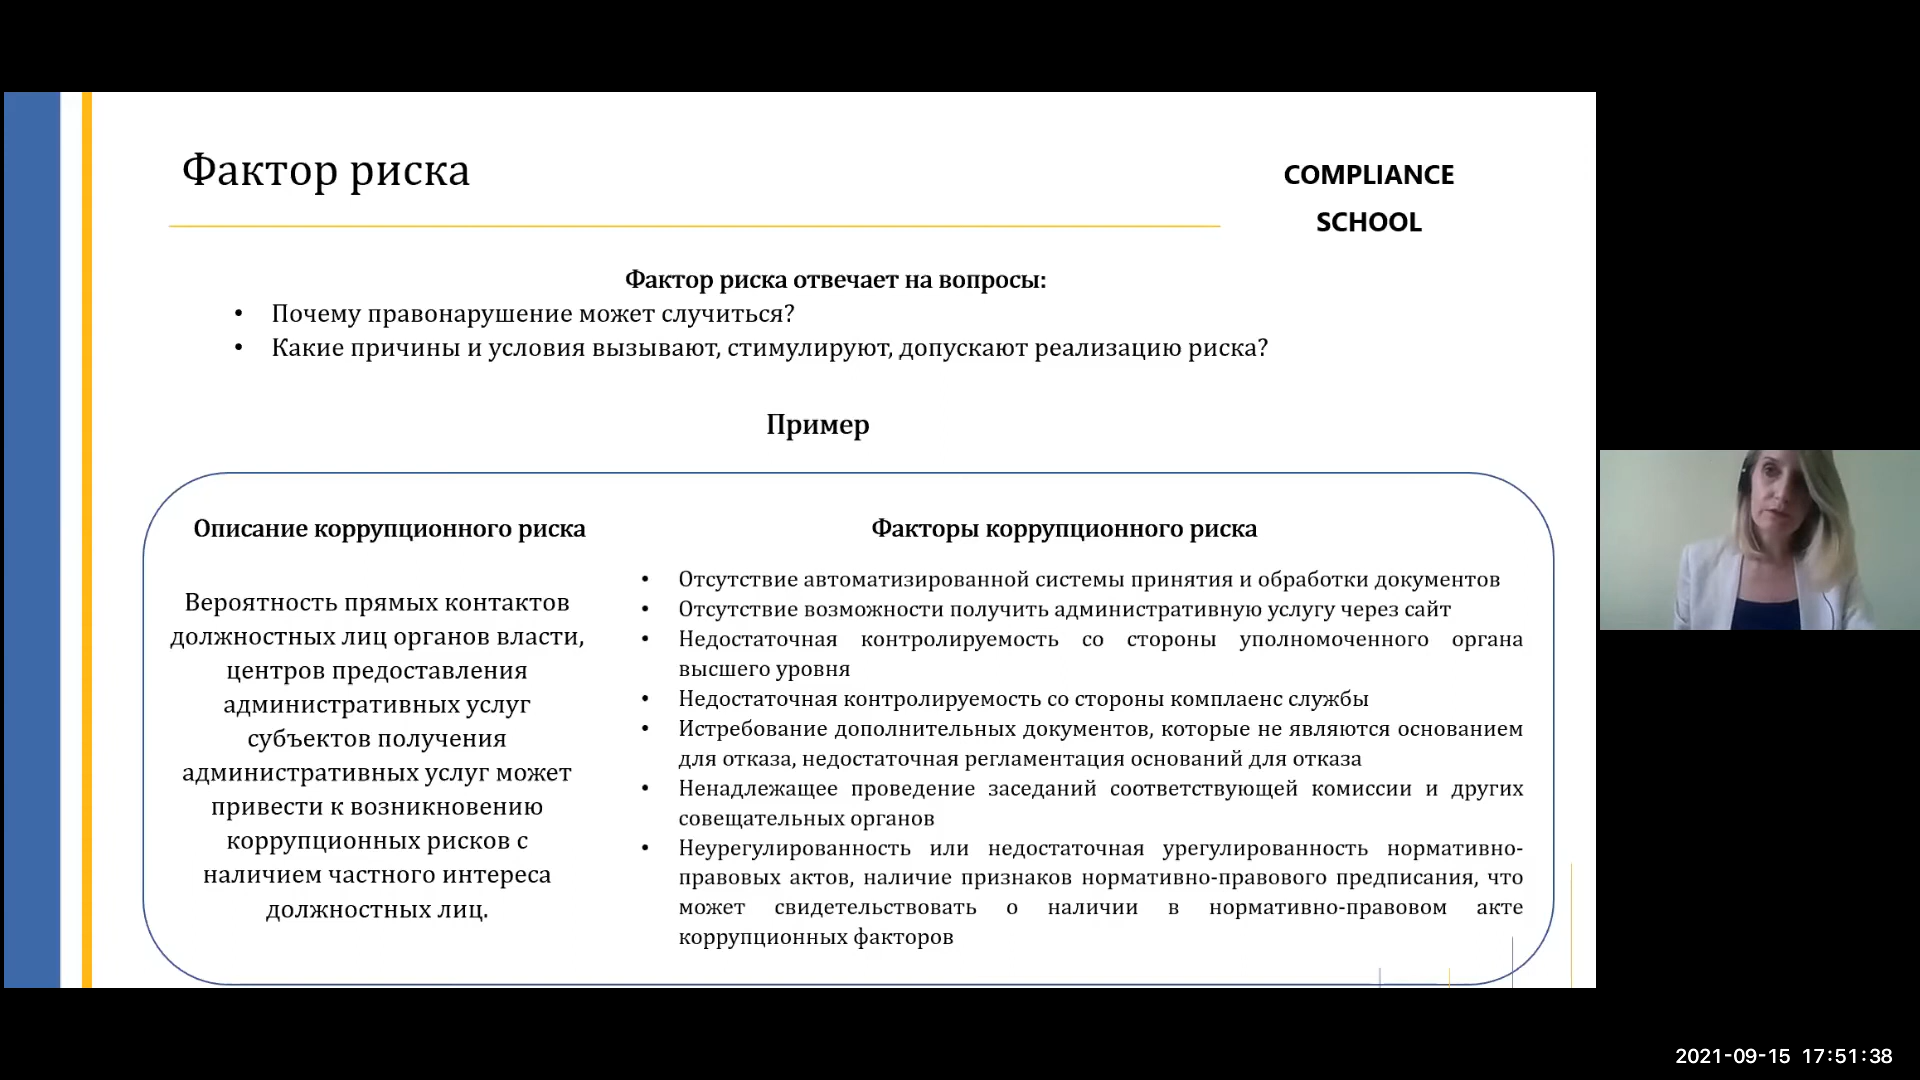 Фактор риска
COMPLIANCE
SCHOOL
Фактор риска отвечает на вопросы:
• Почему правонарушение может случиться?
• Какие причины и условия вызывают, стимулируют, допускают реализацию риска?
Пример
Описание коррупционного риска
Вероятность прямых контактов
должностных лиц органов власти,
центров предоставления
административных услуг
субъектов получения
административных услуг может
привести к возникновению
коррупционных рисков с
наличием частного интереса
должностных лиц.
Факторы коррупционного риска
• Отсутствие автоматизированной системы принятия и обработки документов
• Отсутствие возможности получить административную услугу через сайт
• Недостаточная контролируемость со стороны уполномоченного органа
высшего уровня
• Недостаточная контролируемость со стороны комплаенс службы
• Истребование дополнительных документов, которые не являются основанием
для отказа, недостаточная регламентация оснований для отказа
• Ненадлежащее проведение заседаний соответствующей комиссии и других
совещательных органов
• Неурегулированность или недостаточная урегулированность нормативно-
правовых актов, наличие признаков нормативно-правового предписания, что
может свидетельствовать о наличии в нормативно-правовом акте
коррупционных факторов
2021-09-15 17:51:38